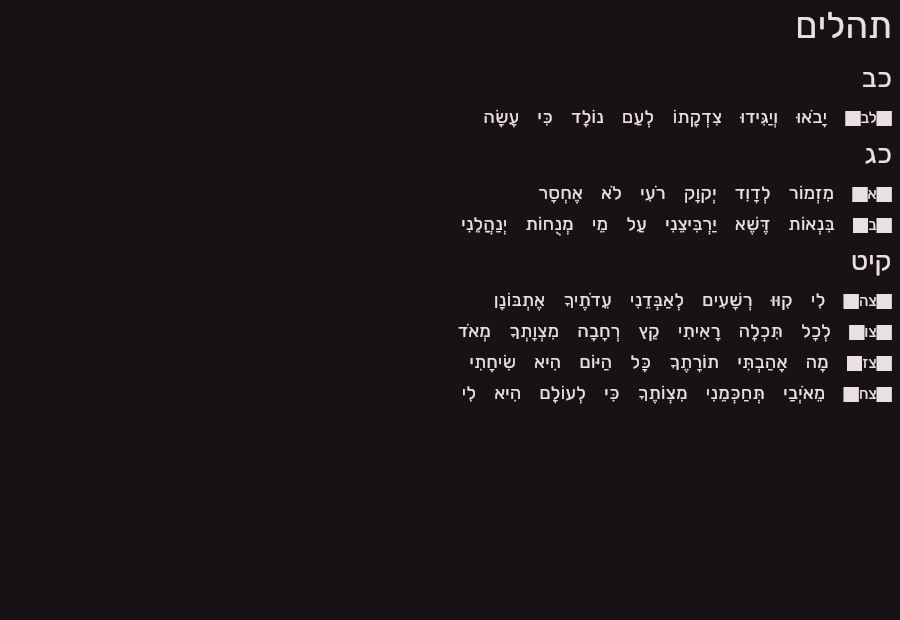 תהלים
כב
■לב■ יָבֹאוּ וְיַגִּידוּ צִדְקָתוֹ לְעַם נוֹלָד כִּי עָשָׂה
כג
■א■ מִזְמוֹר לְדָוִד יְקוָק רֹעִי לֹא אֶחְסָר
■ב■ בִּנְאוֹת דֶּשֶׁא יַרְבִּיצֵנִי עַל מֵי מְנֻחוֹת יְנַהֲלֵנִי
קיט
■צה■ לִי קִוּוּ רְשָׁעִים לְאַבְּדֵנִי עֵדֹתֶיךָ אֶתְבּוֹנָן
■צו■ לְכָל תִּכְלָה רָאִיתִי קֵץ רְחָבָה מִצְוָתְךָ מְאֹד
■צז■ מָה אָהַבְתִּי תוֹרָתֶךָ כָּל הַיּוֹם הִיא שִׂיחָתִי
■צח■ מֵאֹיְבַי תְּחַכְּמֵנִי מִצְוֹתֶךָ כִּי לְעוֹלָם הִיא לִי